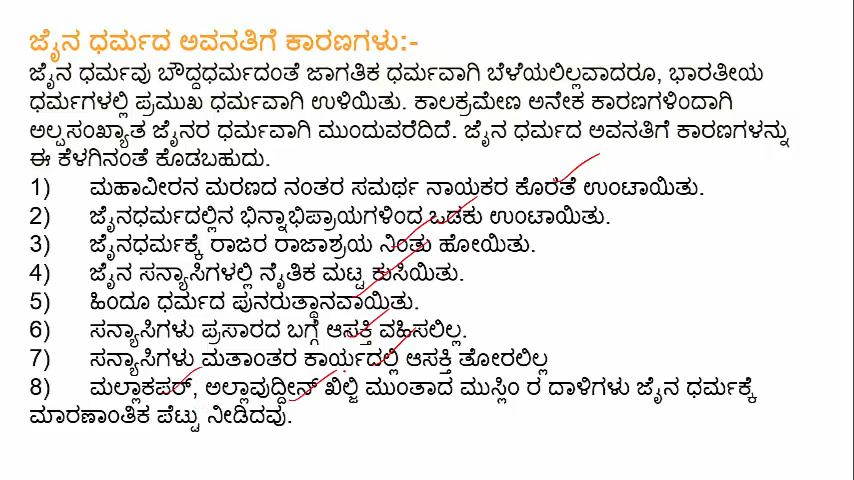 ಜೈನ ಧರ್ಮದ ಅವನತಿಗೆ ಕಾರಣಗಳು:-
ಜೈನ ಧರ್ಮವು ಬೌದ್ಧಧರ್ಮದಂತೆ ಜಾಗತಿಕ ಧರ್ಮವಾಗಿ ಬೆಳೆಯಲಿಲ್ಲವಾದರೂ, ಭಾರತೀಯ
ಧರ್ಮಗಳಲ್ಲಿ ಪ್ರಮುಖ ಧರ್ಮವಾಗಿ ಉಳಿಯಿತು. ಕಾಲಕ್ರಮೇಣ ಅನೇಕ ಕಾರಣಗಳಿಂದಾಗಿ
ಅಲ್ಪಸಂಖ್ಯಾತ ಜೈನರ ಧರ್ಮವಾಗಿ ಮುಂದುವರೆದಿದೆ. ಜೈನ ಧರ್ಮದ ಅವನತಿಗೆ ಕಾರಣಗಳನ್ನು
ಈ ಕೆಳಗಿನಂತೆ ಕೊಡಬಹುದು.
1) ಮಹಾವೀರನ ಮರಣದ ನಂತರ ಸಮರ್ಥ ನಾಯಕರ ಕೊರತೆ ಉಂಟಾಯಿತು.
2) ಜೈನಧರ್ಮದಲ್ಲಿನ ಭಿನ್ನಾಭಿಪ್ರಾಯಗಳಿಂದ ಒಡಕು ಉಂಟಾಯಿತು.
3) ಜೈನಧರ್ಮಕ್ಕೆ ರಾಜರ ರಾಜಾಶ್ರಯ ನಿಂತು ಹೋಯಿತು.
4) ಜೈನ ಸನ್ಯಾಸಿಗಳಲ್ಲಿ ನೈತಿಕ ಮಟ್ಟ ಕುಸಿಯಿತು.
5) ಹಿಂದೂ ಧರ್ಮದ ಪುನರುತ್ಥಾನವಾಯಿತು.
6) ಸನ್ಯಾಸಿಗಳು ಪ್ರಸಾರದ ಬಗ್ಗೆ ಆಸಕ್ತಿ ವಹಿಸಲಿಲ್ಲ.
7) ಸನ್ಯಾಸಿಗಳು ಮತಾಂತರ ಕಾರ್ಯದಲ್ಲಿ ಆಸಕ್ತಿ ತೋರಲಿಲ್ಲ
8) ಮಲ್ಲಾಕಪರ್, ಅಲ್ಲಾವುದ್ದೀನ್ ಖಿಲ್ಜಿ ಮುಂತಾದ ಮುಸ್ಲಿಂ ರ ದಾಳಿಗಳು ಜೈನ ಧರ್ಮಕ್ಕೆ
ಮಾರಣಾಂತಿಕ ಪೆಟ್ಟು ನೀಡಿದವು.